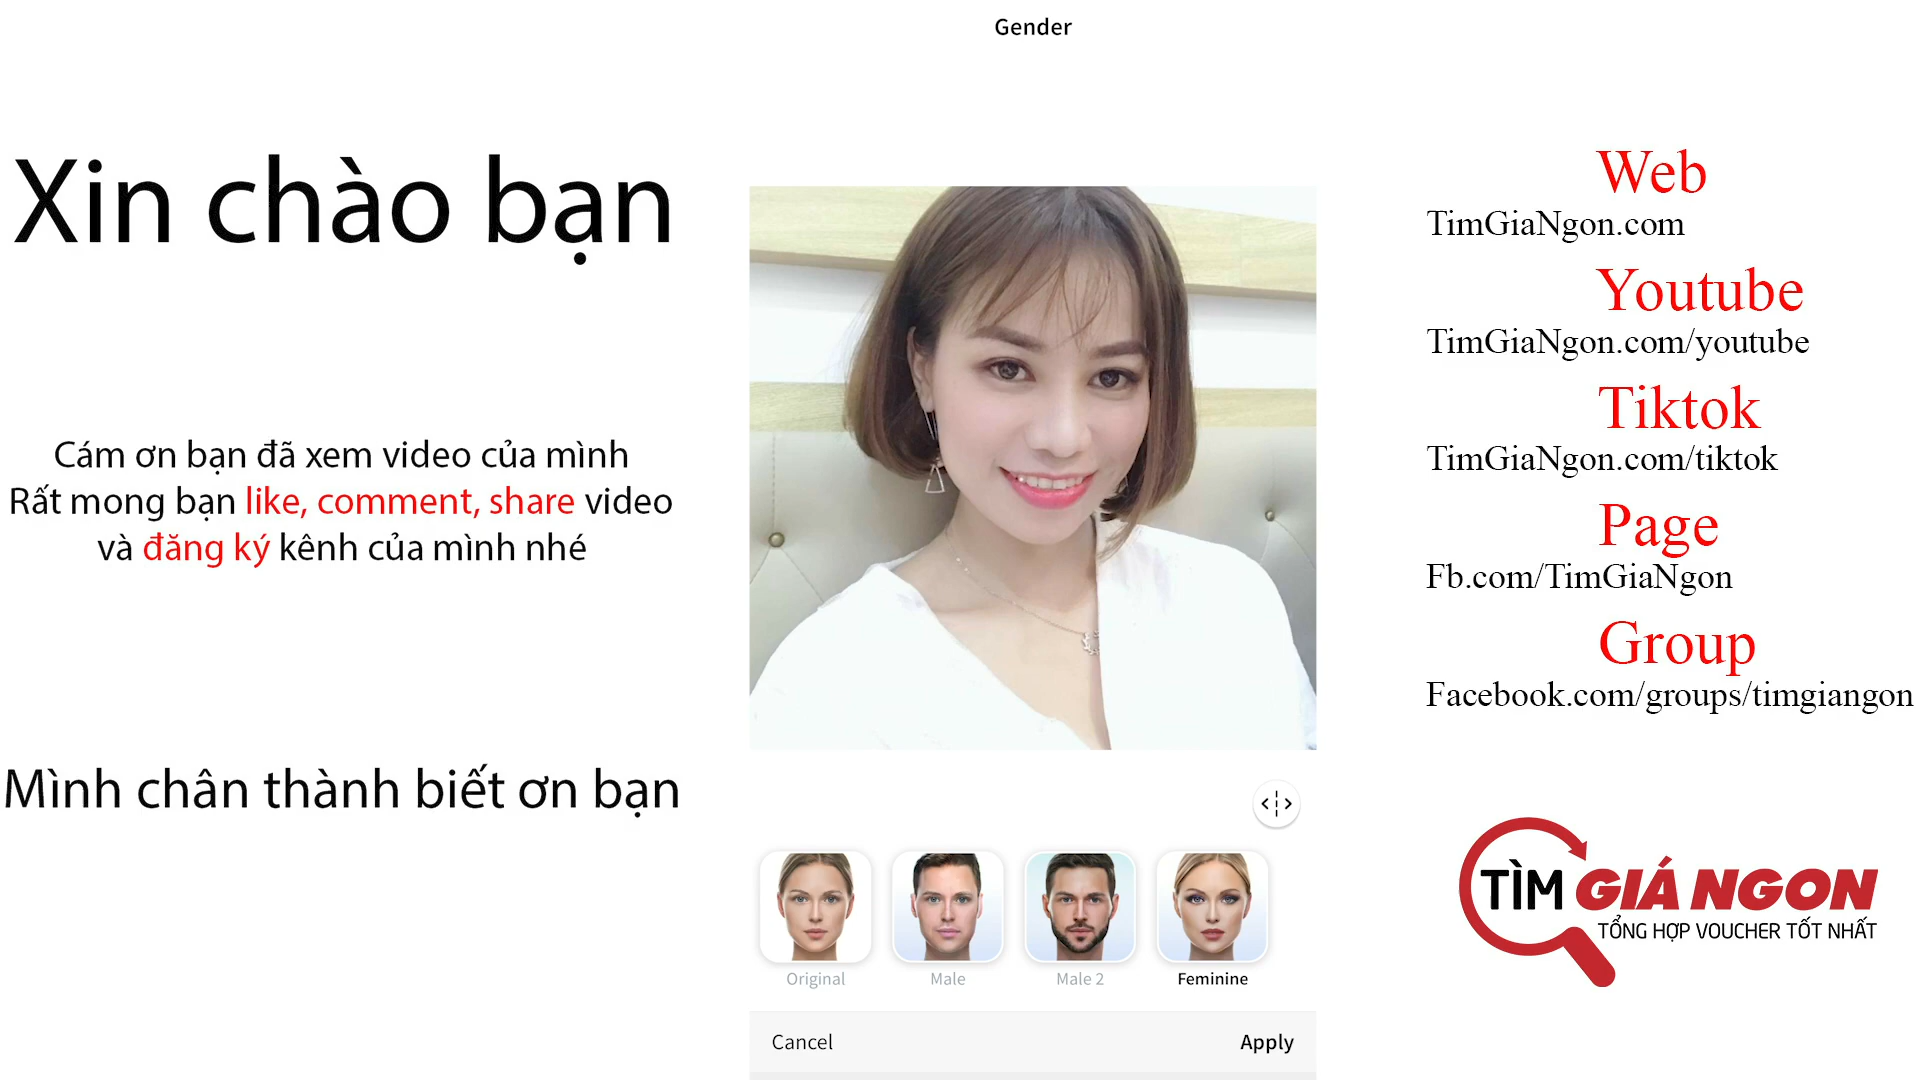 Gender
Xin chào bạn
Cám ơn bạn đã xem video của mình
Rất mong bạn like, comment, share video
và đăng ký kênh của mình nhé
Mình chân thành biết ơn bạn
Original
Male
Male 2
Feminine
Cancel
Apply
Web
TimGiaNgon.com
Youtube
TimGiaNgon.com/youtube
Tiktok
TimGiaNgon.com/tiktok
Page
Fb.com/TimGiaNgon
Group
Facebook.com/groups/timgiangon
TÌM GIÁ NGON
TỔNG HỢP VOUCHER TỐT NHẤT